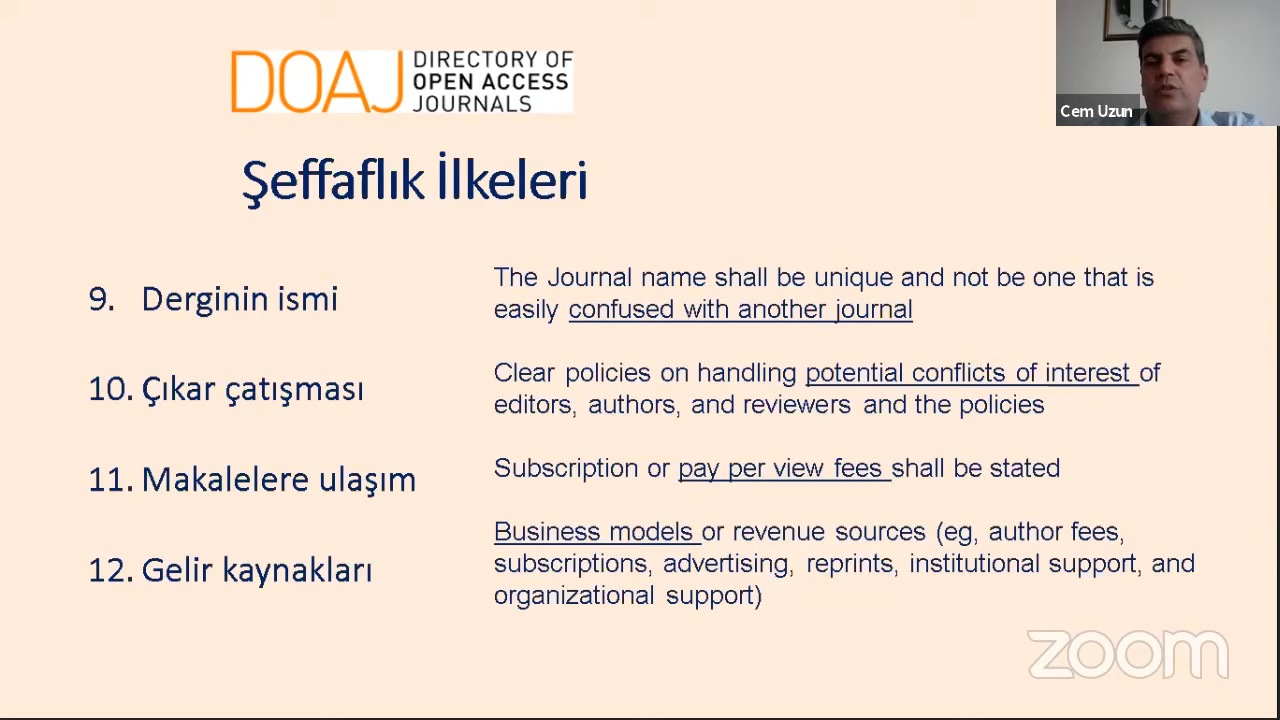 DOAJ
DIRECTORY OF
OPEN ACCESS
JOURNALS
Cem Uzun
Şeffaflık İlkeleri
9. Derginin ismi
The Journal name shall be unique and not be one that is
easily confused with another journal
10. Çıkar çatışması
Clear policies on handling potential conflicts of interest of
editors, authors, and reviewers and the policies
11. Makalelere ulaşım
Subscription or pay per view fees shall be stated
12. Gelir kaynakları
Business models or revenue sources (eg, author fees,
subscriptions, advertising, reprints, institutional support, and
organizational support)
zoom